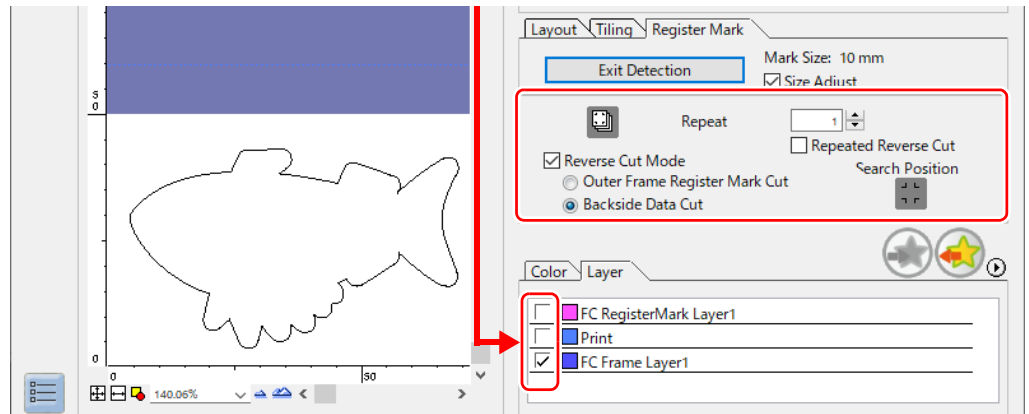 Layout Tiling Register Mark
Exit Detection
Mark Size: 10 mm
Size Adjust
Repeat 1
Repeated Reverse Cut
Reverse Cut Mode
Search Position
Outer Frame Register Mark Cut
Backside Data Cut
Color Layer
FC RegisterMark Layer1
Print
FC Frame Layer1
50
0
0 50
140.06%